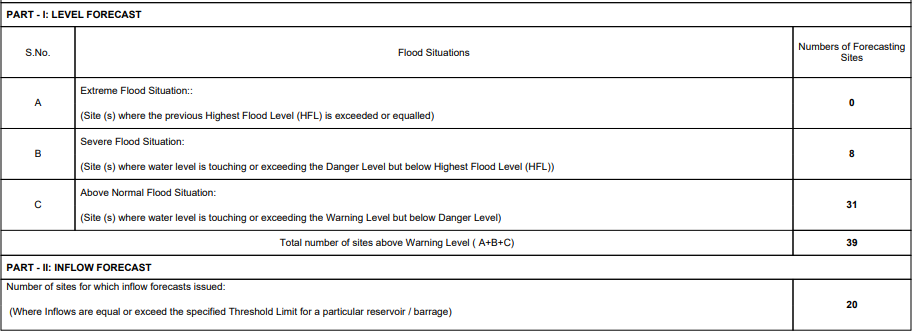 PART - I: LEVEL FORECAST
S.No.
Flood Situations
Numbers of Forecasting
Sites
A
Extreme Flood Situation::
(Site (s) where the previous Highest Flood Level (HFL) is exceeded or equalled)
0
B
Severe Flood Situation:
(Site (s) where water level is touching or exceeding the Danger Level but below Highest Flood Level (HFL))
8
C
Above Normal Flood Situation:
(Site (s) where water level is touching or exceeding the Warning Level but below Danger Level)
31
Total number of sites above Warning Level ( A+B+C)
39
PART - II: INFLOW FORECAST
Number of sites for which inflow forecasts issued:
(Where Inflows are equal or exceed the specified Threshold Limit for a particular reservoir / barrage)
20